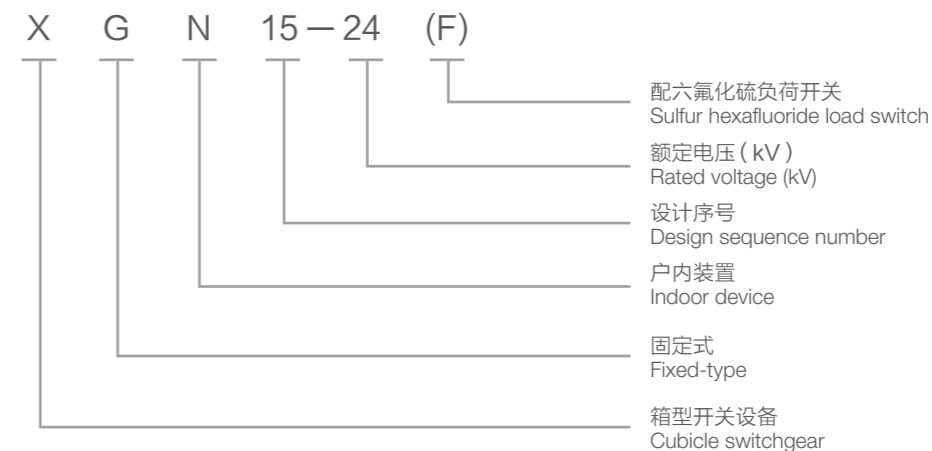 X G N 15－24 (F)
配六氟化硫负荷开关
Sulfur hexafluoride load switch
额定电压（kV）
Rated voltage (kV)
设计序号
Design sequence number
户内装置
Indoor device
固定式
Fixed-type
箱型开关设备
Cubicle switchgear